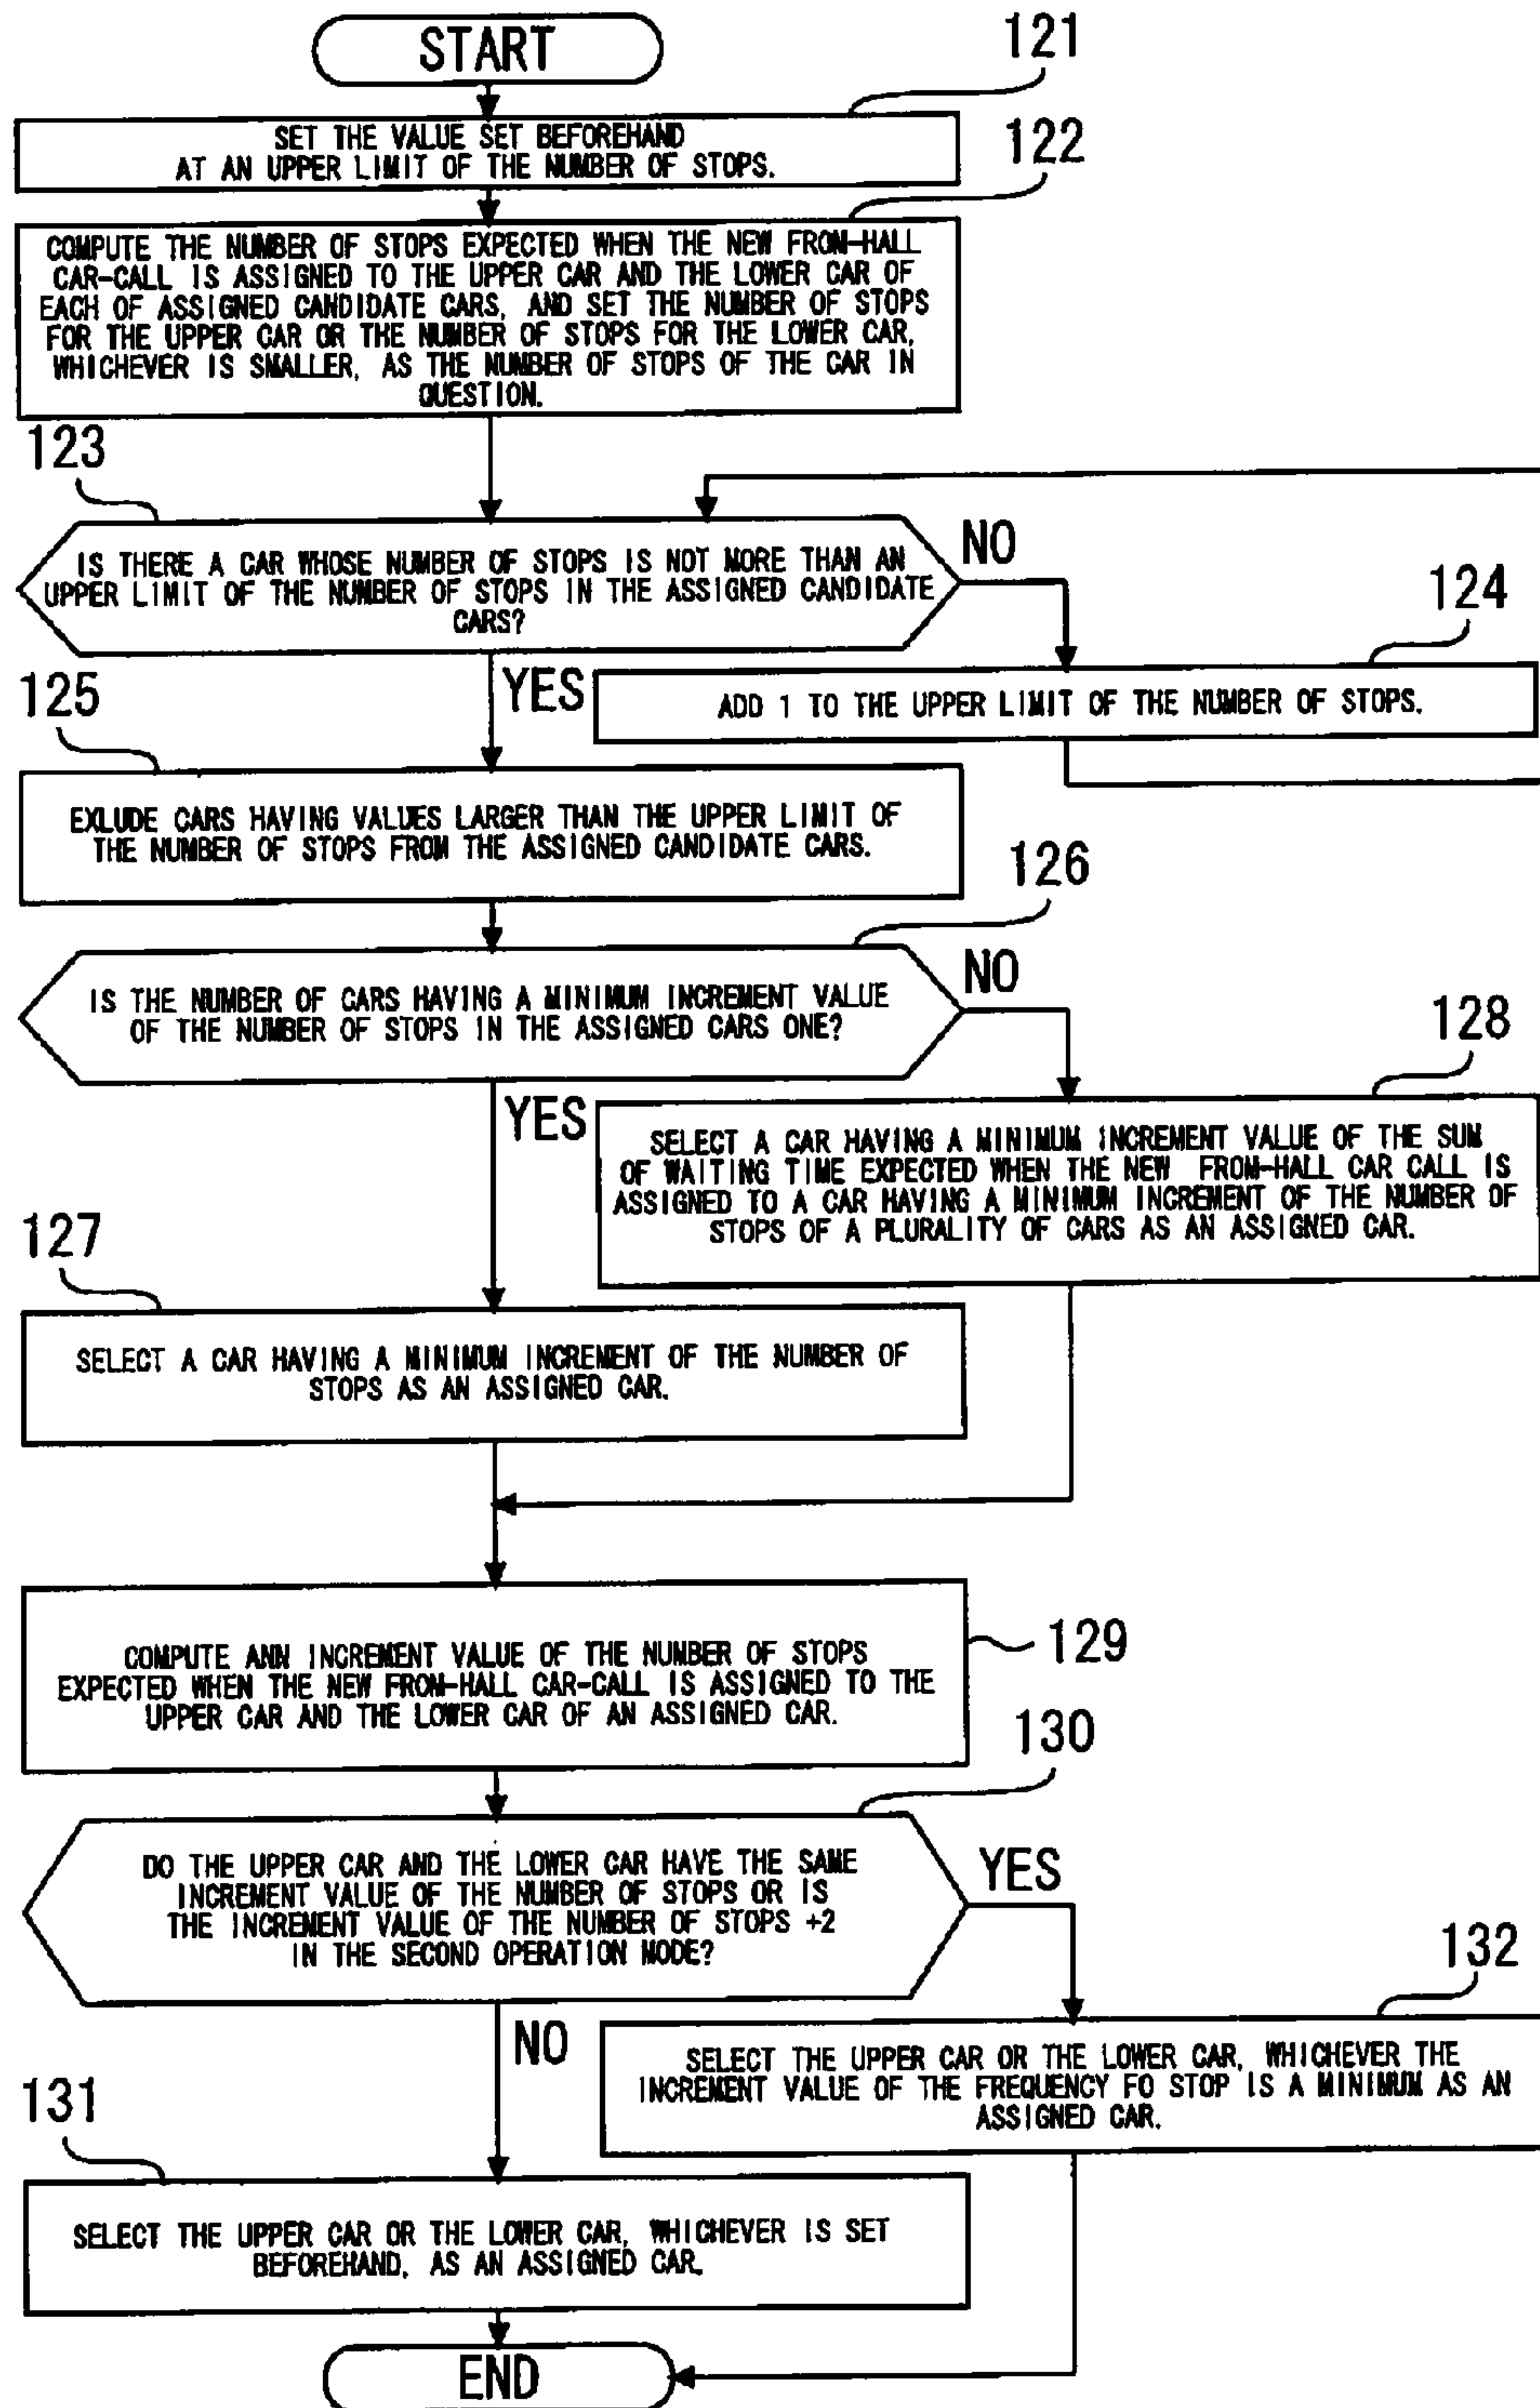 START
121
SET THE VALUE SET BEFOREHAND
AT AN UPPER LIMIT OF THE NUMBER OF STOPS.
122
COMPUTE THE NUMBER OF STOPS EXPECTED WHEN THE NEW FROM-HALL
CAR-CALL IS ASSIGNED TO THE UPPER CAR AND THE LOWER CAR OF
EACH OF ASSIGNED CANDIDATE CARS, AND SET THE NUMBER OF STOPS
FOR THE UPPER CAR OR THE NUMBER OF STOPS FOR THE LOWER CAR,
WHICHEVER IS SMALLER, AS THE NUMBER OF STOPS OF THE CAR IN
QUESTION.
123
IS THERE A CAR WHOSE NUMBER OF STOPS IS NOT MORE THAN AN
UPPER LIMIT OF THE NUMBER OF STOPS IN THE ASSIGNED CANDIDATE
CARS?
NO
124
YES
ADD 1 TO THE UPPER LIMIT OF THE NUMBER OF STOPS.
125
EXLUDE CARS HAVING VALUES LARGER THAN THE UPPER LIMIT OF
THE NUMBER OF STOPS FROM THE ASSIGNED CANDIDATE CARS.
126
IS THE NUMBER OF CARS HAVING A MINIMUM INCREMENT VALUE
OF THE NUMBER OF STOPS IN THE ASSIGNED CARS ONE?
NO
128
YES
SELECT A CAR HAVING A MINIMUM INCREMENT VALUE OF THE SUM
OF WAITING TIME EXPECTED WHEN THE NEW FROM-HALL CAR CALL IS
ASSIGNED TO A CAR HAVING A MINIMUM INCREMENT OF THE NUMBER OF
STOPS OF A PLURALITY OF CARS AS AN ASSIGNED CAR.
127
SELECT A CAR HAVING A MINIMUM INCREMENT OF THE NUMBER OF
STOPS AS AN ASSIGNED CAR.
129
COMPUTE ANN INCREMENT VALUE OF THE NUMBER OF STOPS
EXPECTED WHEN THE NEW FROM-HALL CAR-CALL IS ASSIGNED TO THE
UPPER CAR AND THE LOWER CAR OF AN ASSIGNED CAR.
130
DO THE UPPER CAR AND THE LOWER CAR HAVE THE SAME
INCREMENT VALUE OF THE NUMBER OF STOPS OR IS
THE INCREMENT VALUE OF THE NUMBER OF STOPS +2
IN THE SECOND OPERATION MODE?
YES
132
NO
SELECT THE UPPER CAR OR THE LOWER CAR, WHICHEVER THE
INCREMENT VALUE OF THE FREQUENCY FO STOP IS A MINIMUM AS AN
ASSIGNED CAR.
131
SELECT THE UPPER CAR OR THE LOWER CAR, WHICHEVER IS SET
BEFOREHAND, AS AN ASSIGNED CAR.
END